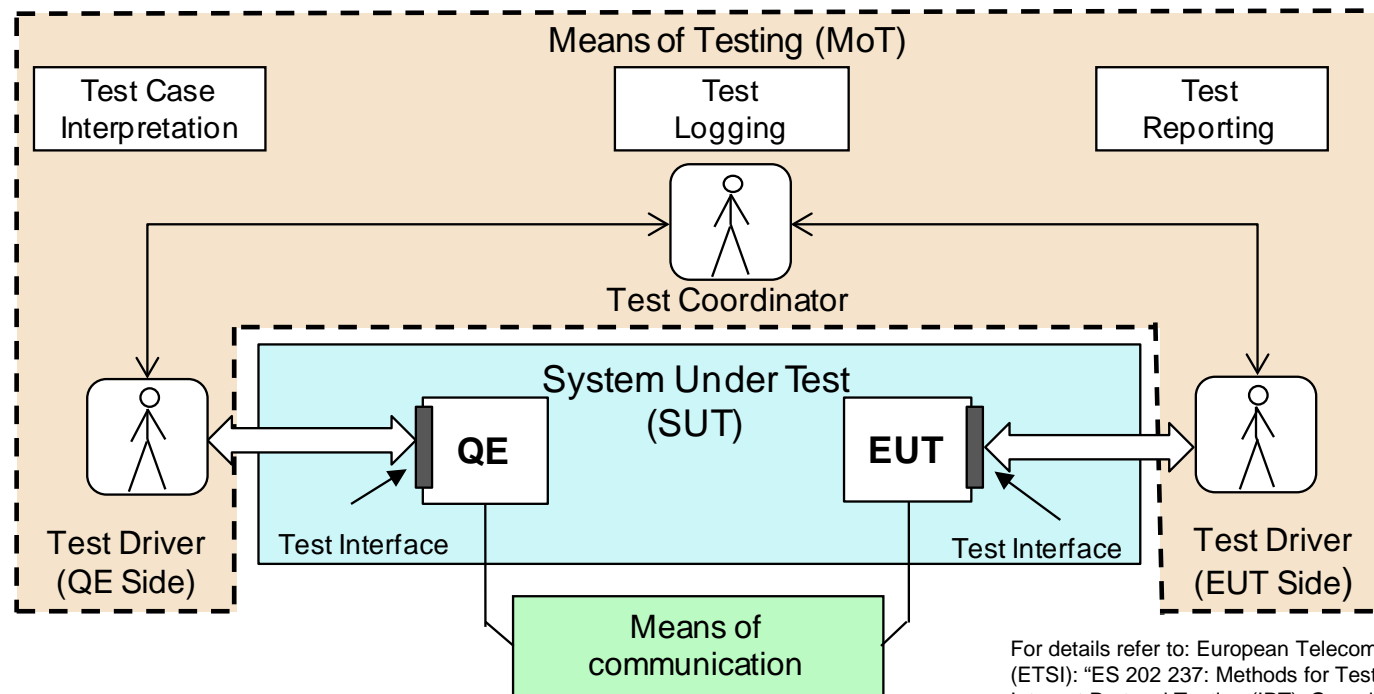 Means of Testing (MoT)
Test Case
Interpretation
Test
Logging
Test
Reporting
Test Coordinator
System Under Test
(SUT)
QE
EUT
Test Interface
Test Interface
Test Driver
(QE Side)
Test Driver
(EUT Side)
Means of
communication
For details refer to: European Telecom
(ETSI): “ES 202 237: Methods for Test